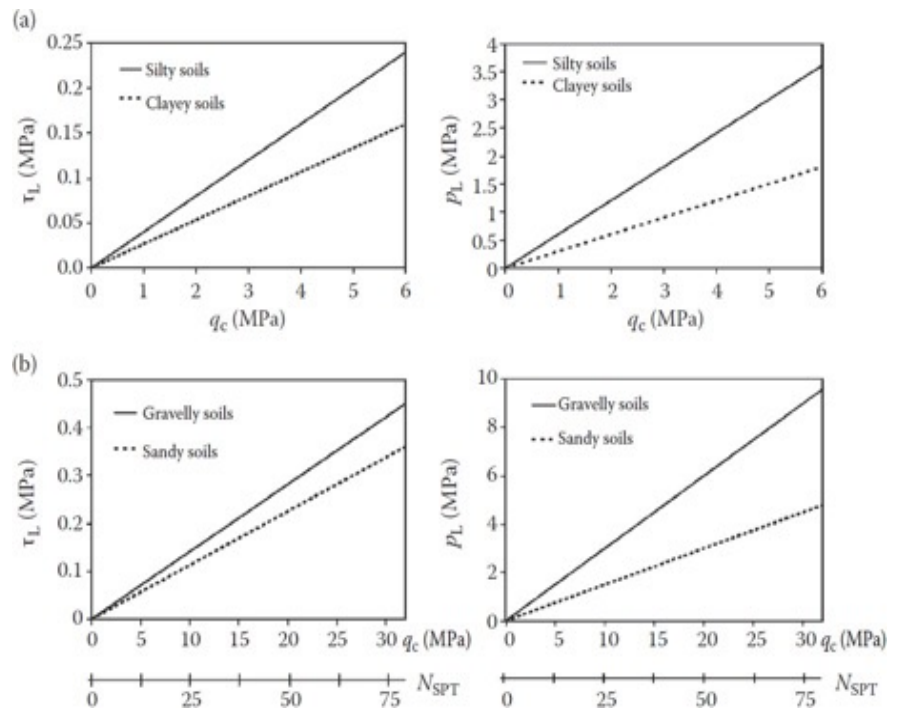 (a)
0.25
0.2
0.15
0.1
0.05
0.0
τL (MPa)
Silty soils
Clayey soils
0 1 2 3 4 5 6
qc (MPa)
4
3.5
3
2.5
2
1.5
1
0.5
0
pL (MPa)
Silty soils
Clayey soils
0 1 2 3 4 5 6
qc (MPa)
(b)
0.5
0.4
0.3
0.2
0.1
0
τL (MPa)
Gravelly soils
Sandy soils
0 5 10 15 20 25 30 qc (MPa)
0 25 50 75 NSPT
10
8
6
4
2
0
pL (MPa)
Gravelly soils
Sandy soils
0 5 10 15 20 25 30 qc (MPa)
0 25 50 75 NSPT